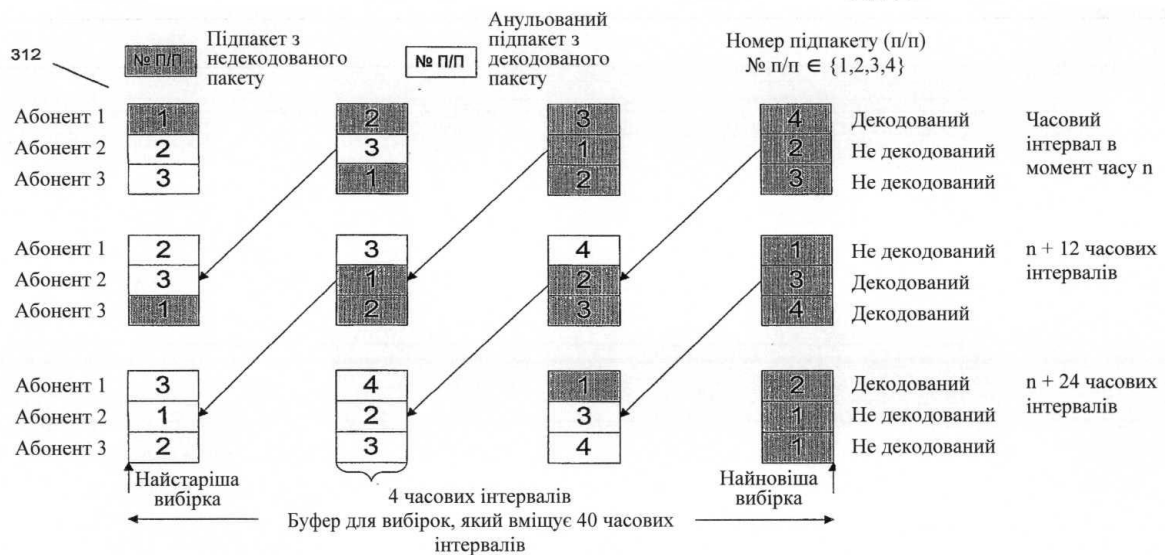 312
№ П/П
Підпакет з
недекодованого
пакету
№ П/П
Анульований
підпакет з
декодованого
пакету
Номер підпакету (п/п)
№ п/п ∈ {1,2,3,4}
Абонент 1 1 2 3 4 Декодований
Абонент 2 2 3 1 2 Не декодований
Абонент 3 3 1 2 3 Не декодований
Часовий
інтервал в
момент часу n
Абонент 1 2 3 4 1 Не декодований
Абонент 2 3 1 2 3 Декодований
Абонент 3 1 2 3 4 Декодований
n + 12 часових
інтервалів
Абонент 1 3 4 1 2 Декодований
Абонент 2 1 2 3 1 Не декодований
Абонент 3 2 3 4 1 Не декодований
n + 24 часових
інтервалів
Найстаріша
вибірка
4 часових інтервалів
Найновіша
вибірка
Буфер для вибірок, який вміщує 40 часових
інтервалів